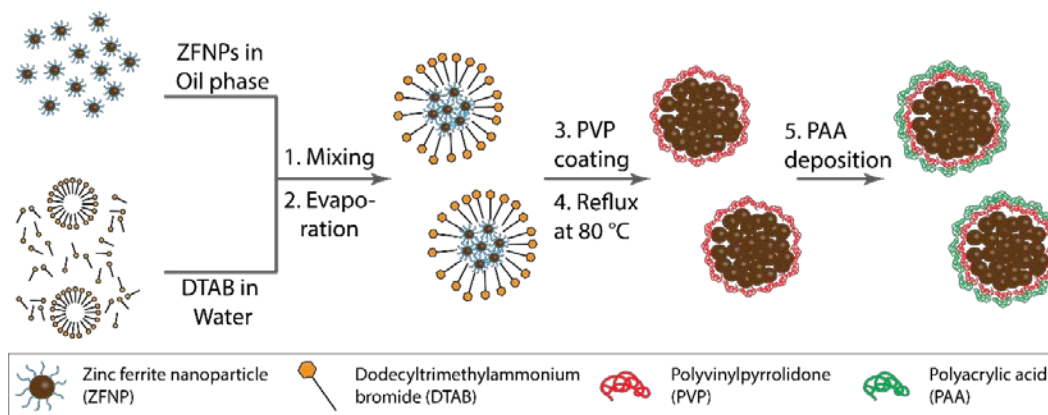 ZFNPs in
Oil phase
1. Mixing
2. Evapo-
ration
DTAB in
Water
3. PVP
coating
4. Reflux
at 80 °C
5. PAA
deposition
Zinc ferrite nanoparticle
(ZFNP)
Dodecyltrimethylammonium
bromide (DTAB)
Polyvinylpyrrolidone
(PVP)
Polyacrylic acid
(PAA)